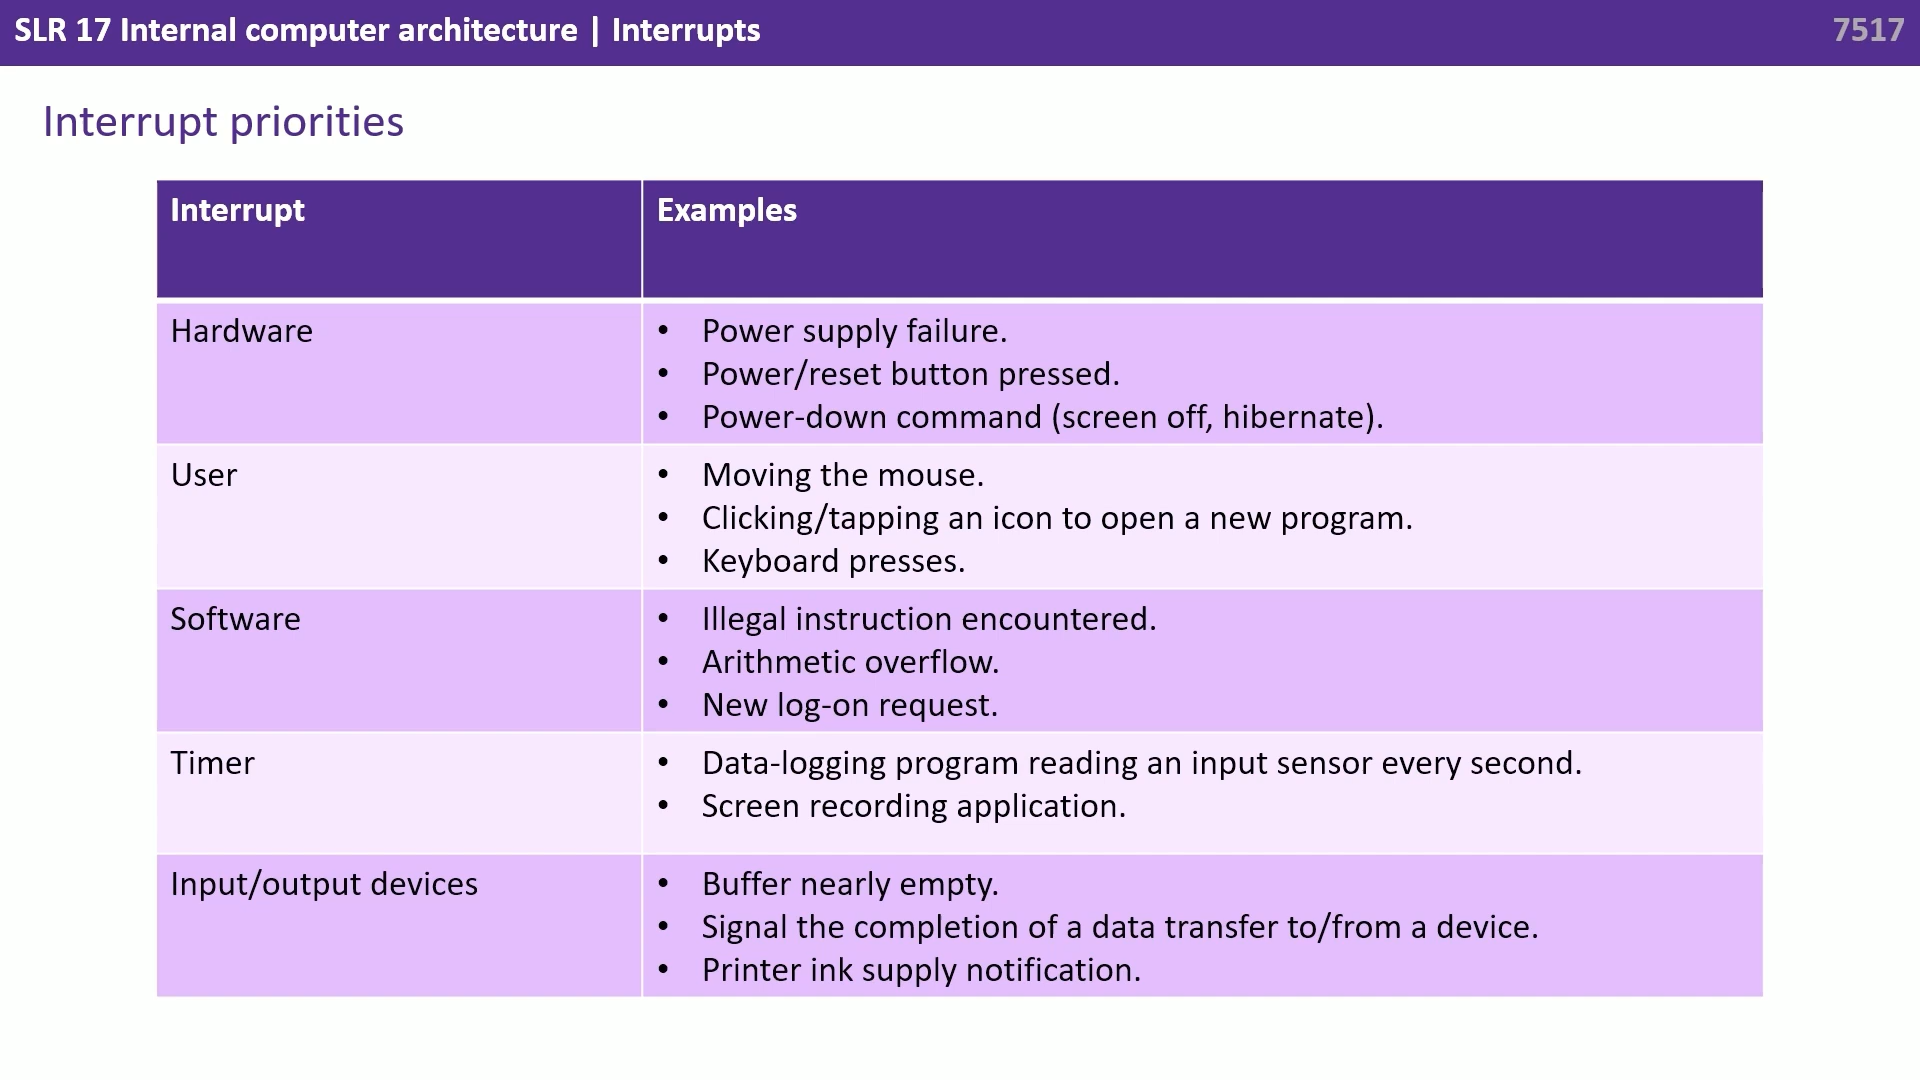 SLR 17 Internal computer architecture | Interrupts
7517
Interrupt priorities
Interrupt
Examples
Hardware
• Power supply failure.
• Power/reset button pressed.
• Power-down command (screen off, hibernate).
User
• Moving the mouse.
• Clicking/tapping an icon to open a new program.
• Keyboard presses.
Software
• Illegal instruction encountered.
• Arithmetic overflow.
• New log-on request.
Timer
• Data-logging program reading an input sensor every second.
• Screen recording application.
Input/output devices
• Buffer nearly empty.
• Signal the completion of a data transfer to/from a device.
• Printer ink supply notification.